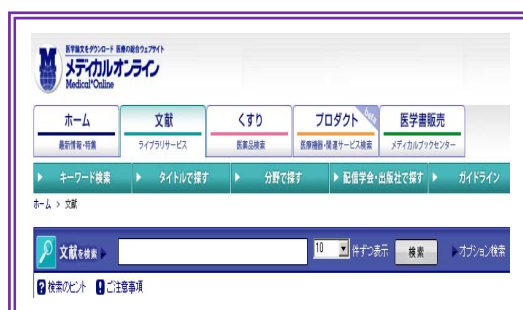 医学論文をダウンロード 医療の総合ウェブサイト
メディカルオンライン
Medical*Online
ホーム 文献 くすり プロダクト beta 医学書販売
最新情報・特集 ライブラリサービス 医薬品検索 医療機器・関連サービス検索 メディカルブックセンター
キーワード検索 タイトルで探す 分野で探す 配信学会・出版社で探す ガイドライン
ホーム > 文献
文献を検索 10 件ずつ表示 検索 オプション検索
検索のヒント ご注意事項